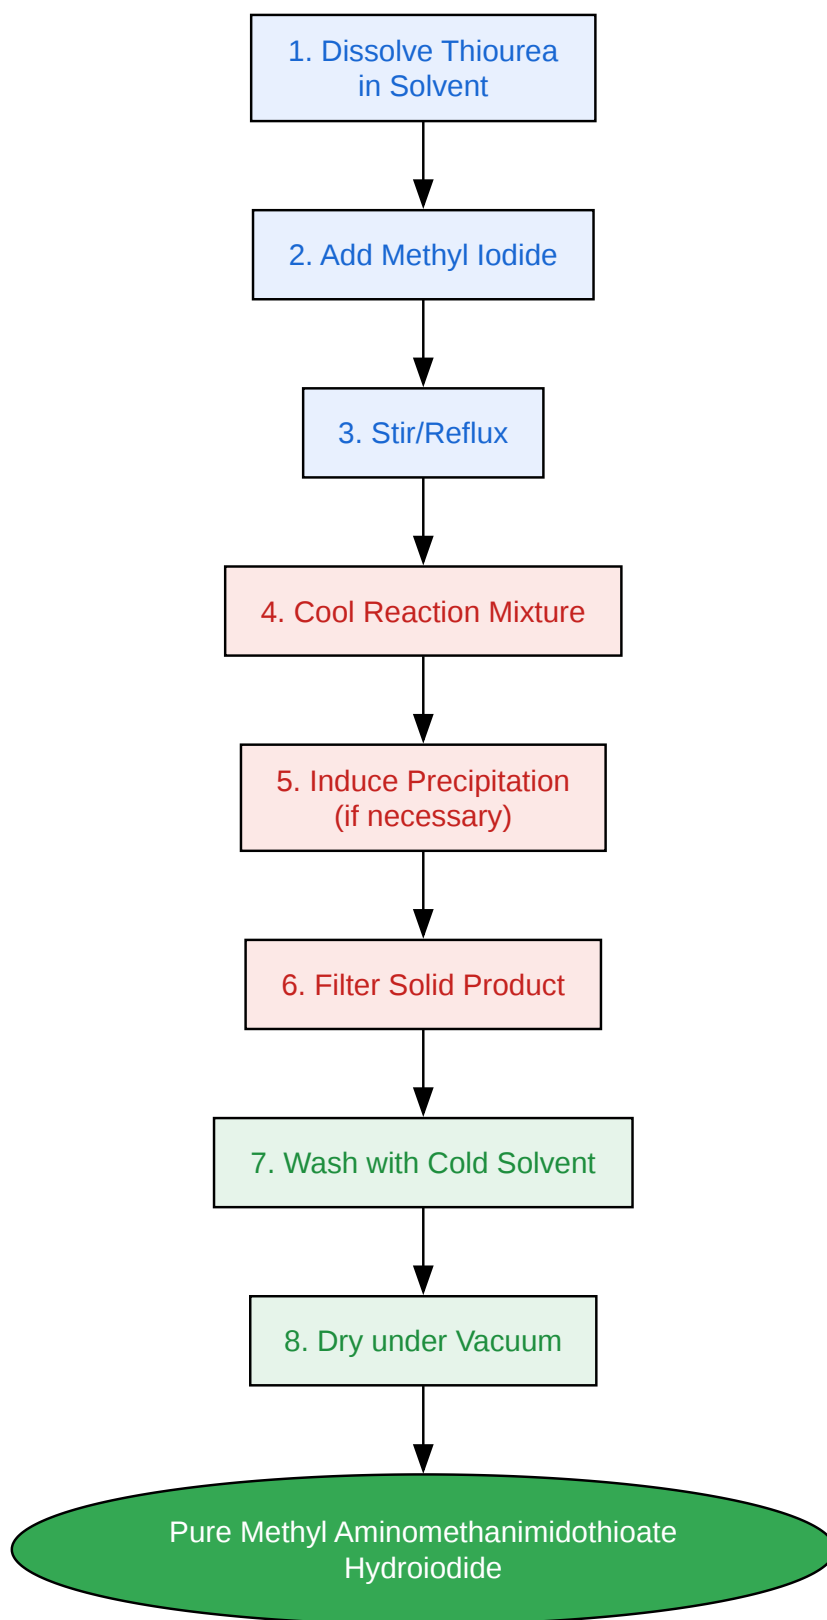 1. Dissolve Thiourea
in Solvent
2. Add Methyl Iodide
3. Stir/Reflux
4. Cool Reaction Mixture
5. Induce Precipitation
(if necessary)
6. Filter Solid Product
7. Wash with Cold Solvent
8. Dry under Vacuum
Pure Methyl Aminomethanimidothioate
Hydroiodide